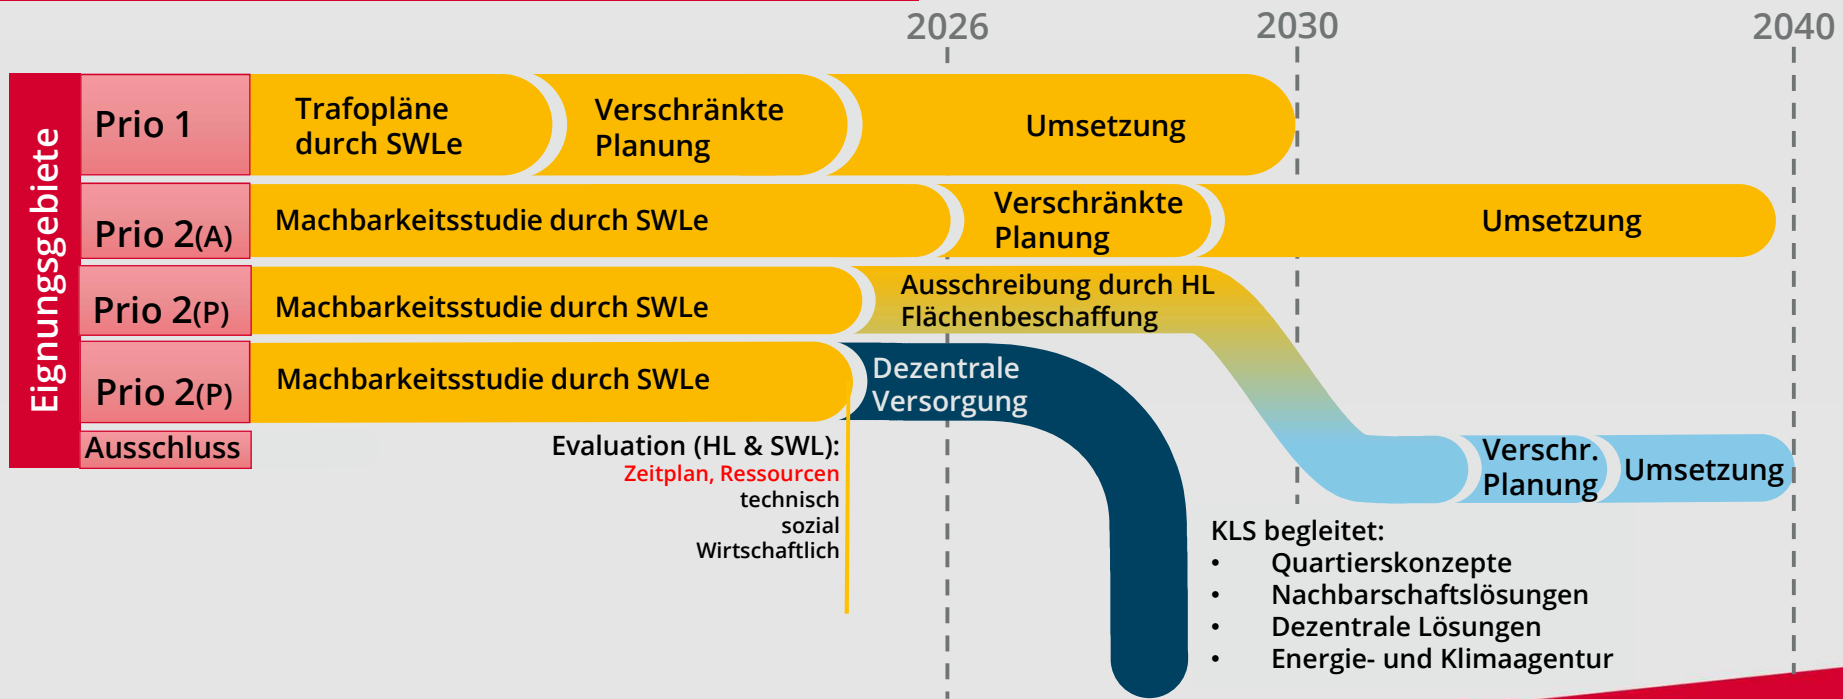 2026
2030
2040
Eignungsgebiete
Prio 1
Trafopläne
durch SWLe
Verschränkte
Planung
Umsetzung
Prio 2(A)
Machbarkeitsstudie durch SWLe
Verschränkte
Planung
Umsetzung
Prio 2(P)
Machbarkeitsstudie durch SWLe
Ausschreibung durch HL
Flächenbeschaffung
Verschr.
Planung
Umsetzung
Prio 2(P)
Machbarkeitsstudie durch SWLe
Dezentrale
Versorgung
Ausschluss
Evaluation (HL & SWL):
Zeitplan, Ressourcen
technisch
sozial
Wirtschaftlich
KLS begleitet:
• Quartierskonzepte
• Nachbarschaftslösungen
• Dezentrale Lösungen
• Energie- und Klimaagentur